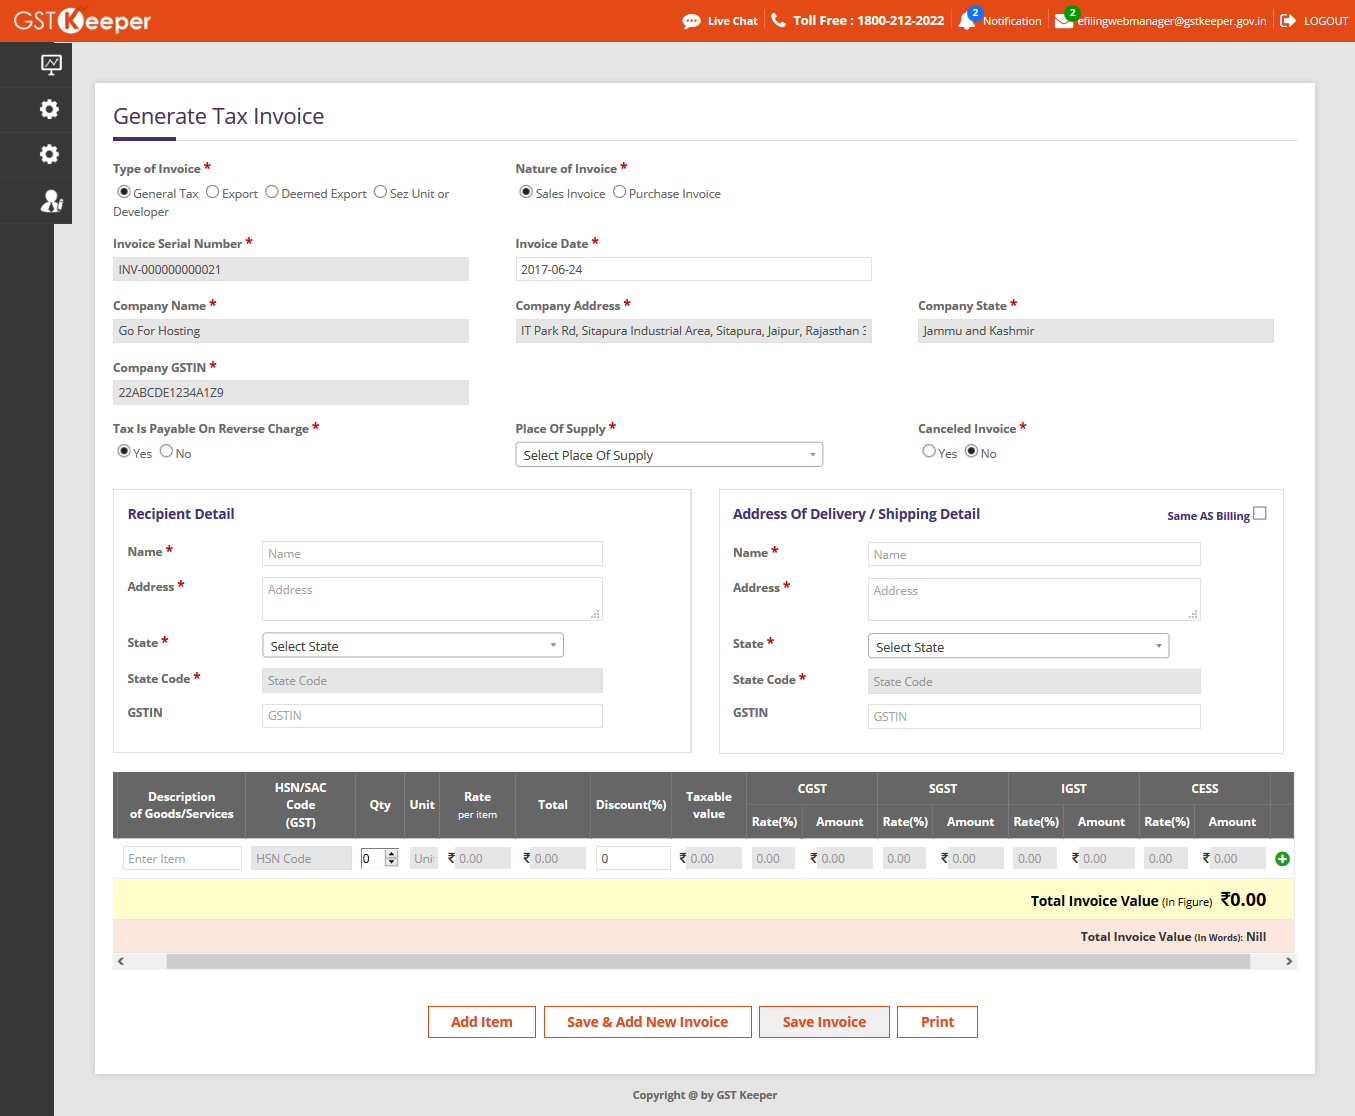 GST Keeper
Live Chat
Toll Free : 1800-212-2022
2
Notification
2
efilingwebmanager@gstkeeper.gov.in
LOGOUT
Generate Tax Invoice
Type of Invoice *
General Tax Export Deemed Export Sez Unit or
Developer
Nature of Invoice *
Sales Invoice Purchase Invoice
Invoice Serial Number *
INV-000000000021
Invoice Date *
2017-06-24
Company Name *
Go For Hosting
Company Address *
IT Park Rd, Sitapura Industrial Area, Sitapura, Jaipur, Rajasthan
Company State *
Jammu and Kashmir
Company GSTIN *
22ABCDE1234A1Z9
Tax Is Payable On Reverse Charge *
Yes No
Place Of Supply *
Select Place Of Supply
Canceled Invoice *
Yes No
Recipient Detail
Name *
Name
Address *
Address
State *
Select State
State Code *
State Code
GSTIN
GSTIN
Address Of Delivery / Shipping Detail
Same AS Billing
Name *
Name
Address *
Address
State *
Select State
State Code *
State Code
GSTIN
GSTIN
Description
of Goods/Services
HSN/SAC
Code
(GST)
Qty
Unit
Rate
per item
Total
Discount(%)
Taxable
value
CGST
Rate(%) Amount
SGST
Rate(%) Amount
IGST
Rate(%) Amount
CESS
Rate(%) Amount
Enter Item HSN Code 0 Uni ₹ 0.00 ₹ 0.00 0 ₹ 0.00 0.00 ₹ 0.00 0.00 ₹ 0.00 0.00 ₹ 0.00 0.00 ₹ 0.00
Total Invoice Value (In Figure) ₹0.00
Total Invoice Value (In Words): Nill
Add Item
Save & Add New Invoice
Save Invoice
Print
Copyright @ by GST Keeper